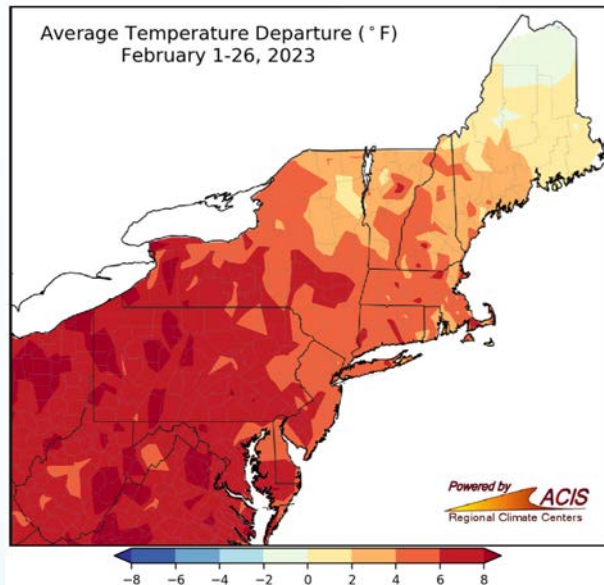 Average Temperature Departure (°F)
February 1-26, 2023
Powered by
ACIS
Regional Climate Centers
−8 −6 −4 −2 0 2 4 6 8